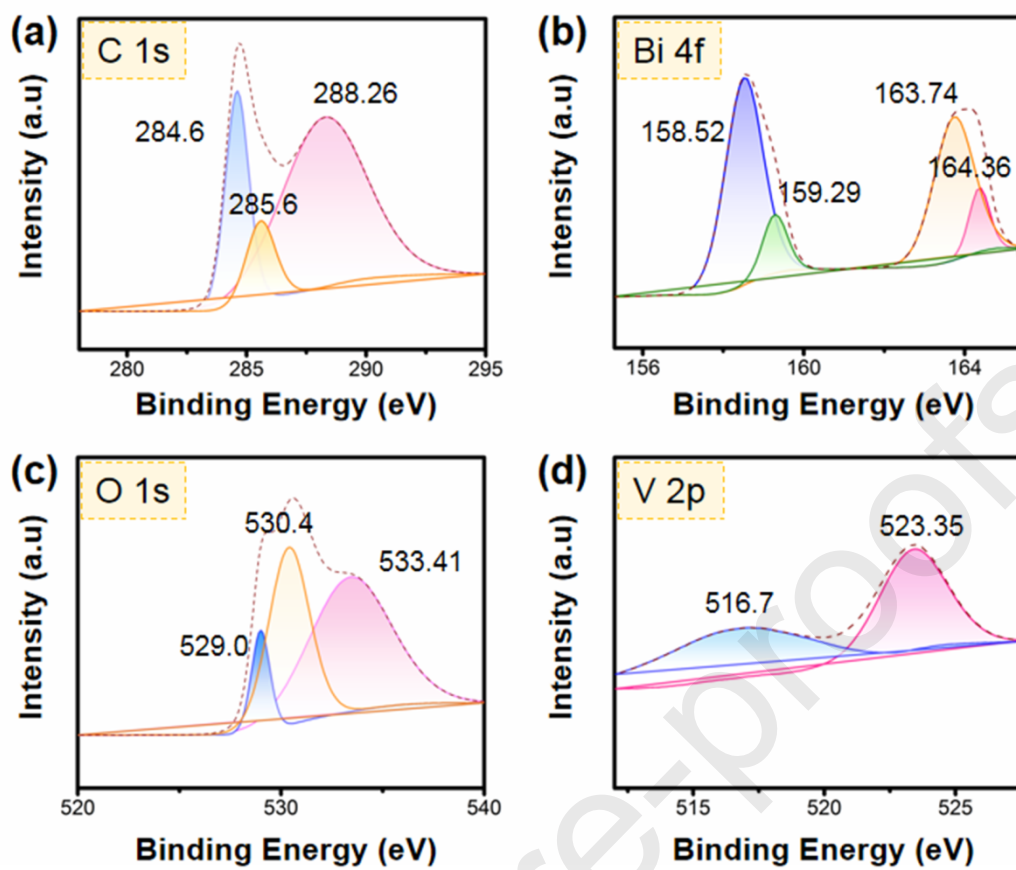 (a)
C 1s
284.6
285.6
288.26
Intensity (a.u)
280
285
290
295
Binding Energy (eV)
(b)
Bi 4f
158.52
159.29
163.74
164.36
Intensity (a.u)
156
160
164
Binding Energy (eV)
(c)
O 1s
529.0
530.4
533.41
Intensity (a.u)
520
530
540
Binding Energy (eV)
(d)
V 2p
516.7
523.35
Intensity (a.u)
515
520
525
Binding Energy (eV)
re-proofs